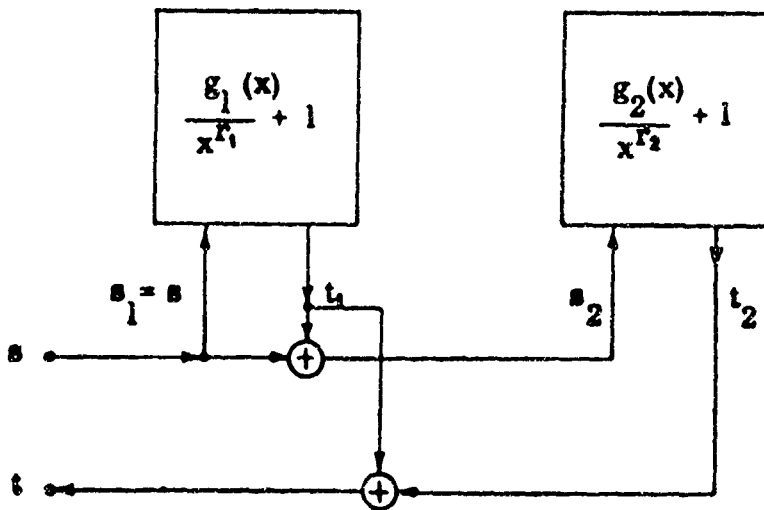 g₁(x)
x^r₁ + 1
g₂(x)
x^r₂ + 1
s₁ = s
t₁
s₂
t₂
s
+
t
+